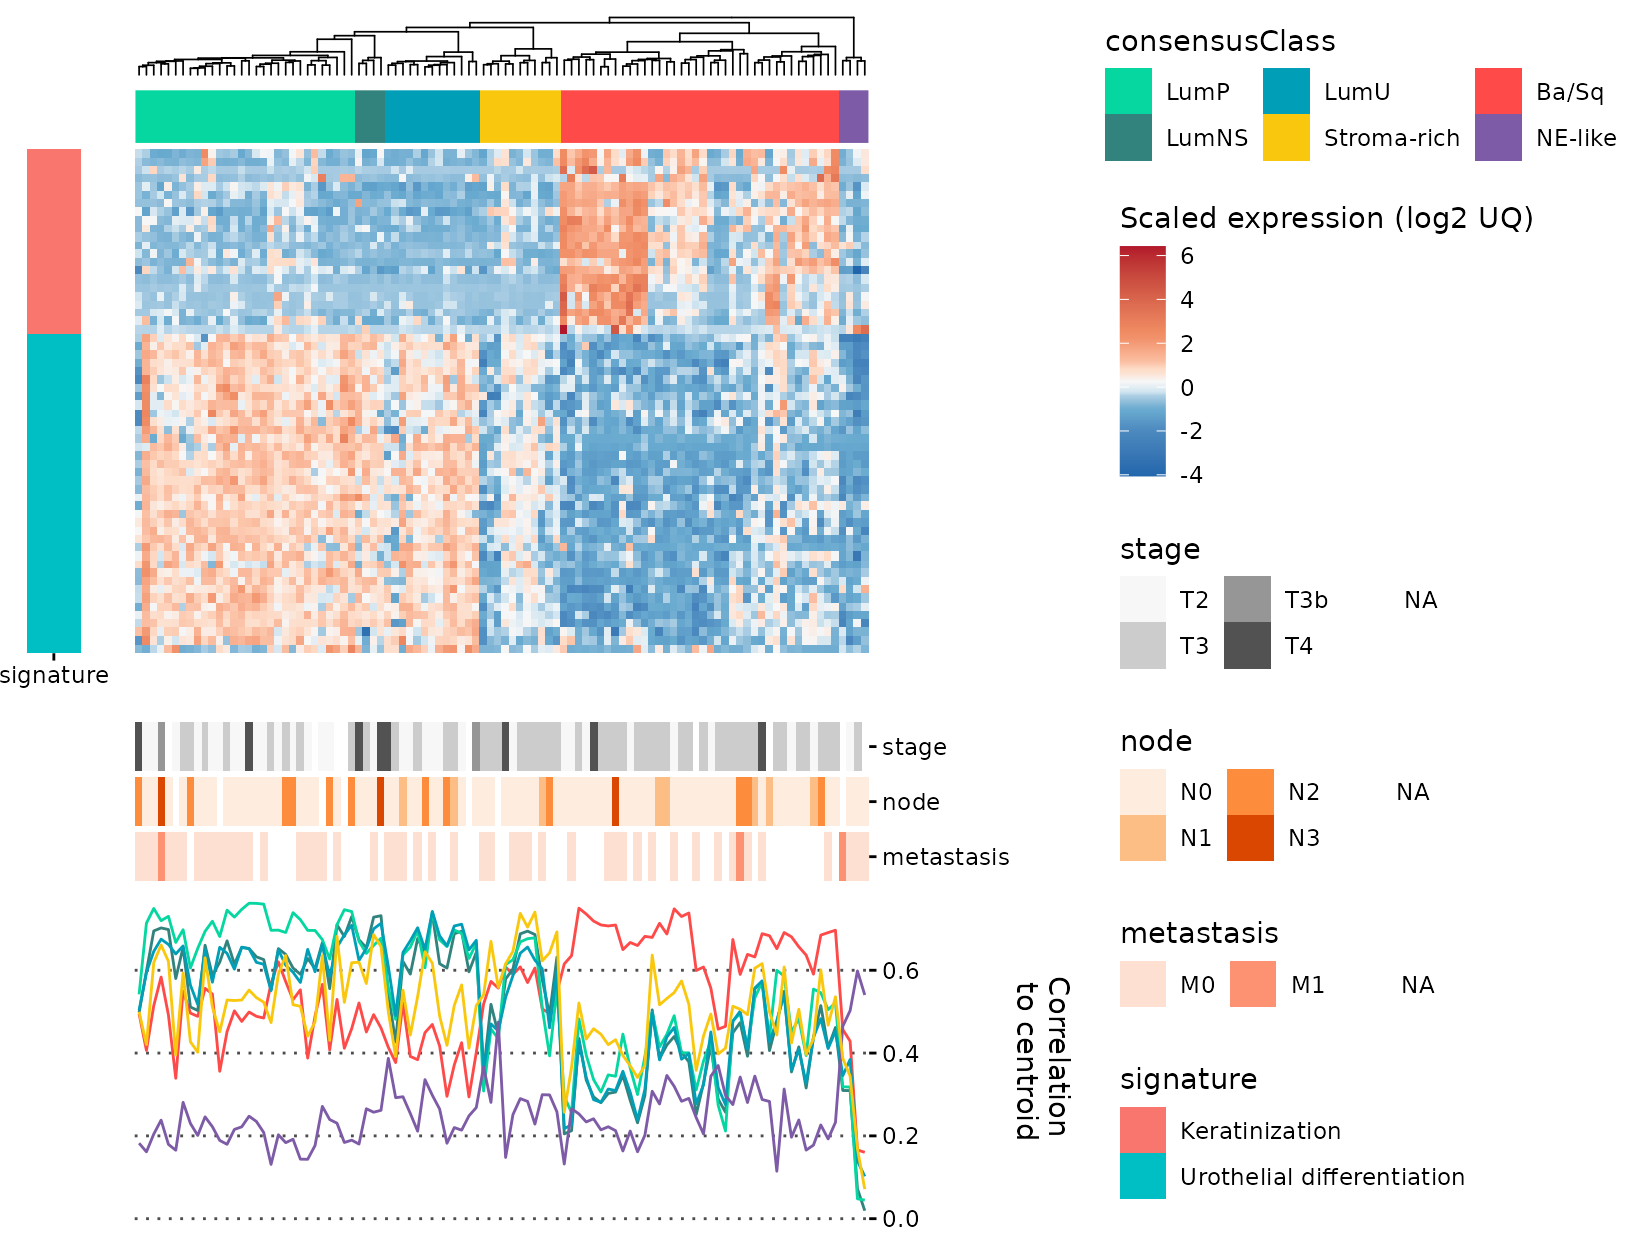 consensusClass
LumP LumU Ba/Sq
LumNS Stroma-rich NE-like
Scaled expression (log2 UQ)
6
4
2
0
-2
-4
signature
stage
T2 T3b NA
T3 T4
node
N0 N2 NA
N1 N3
metastasis
M0 M1 NA
signature
Keratinization
Urothelial differentiation
stage
node
metastasis
0.6
0.4
0.2
0.0
Correlation
to centroid